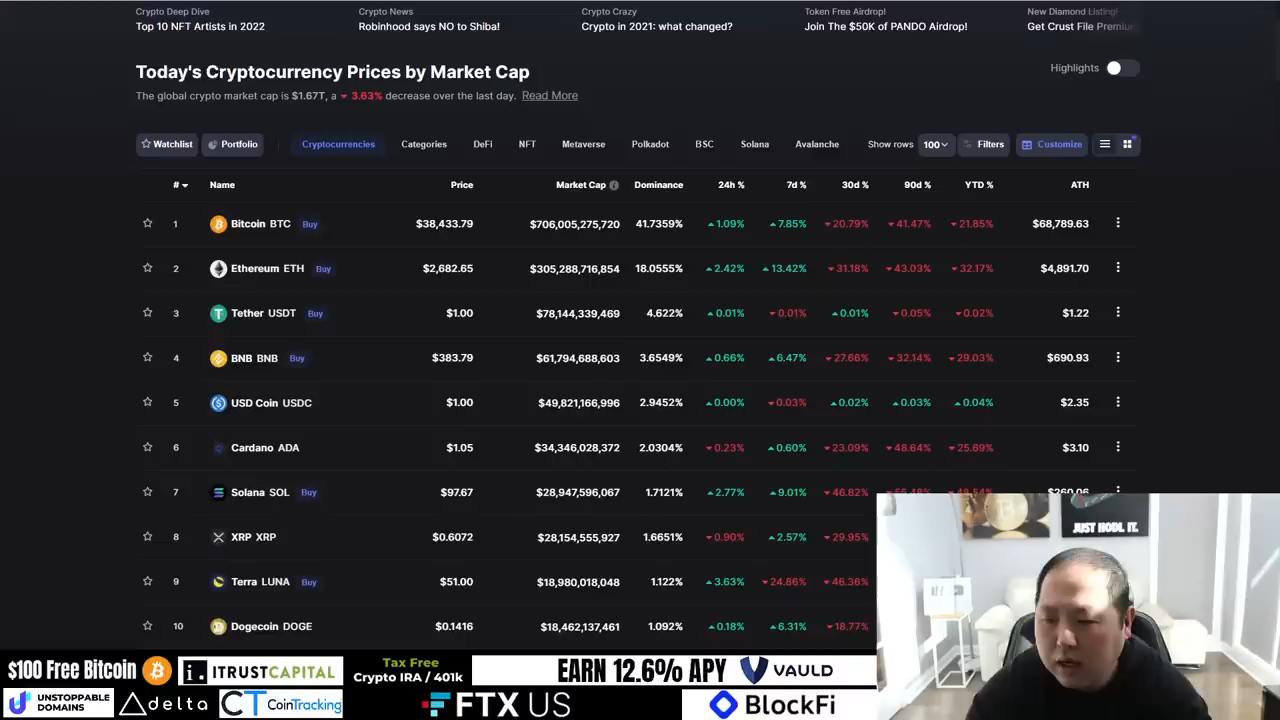 Crypto Deep Dive Crypto News Crypto Crazy Token Free Airdrop! New Diamond Listing!
Top 10 NFT Artists in 2022 Robinhood says NO to Shiba! Crypto in 2021: what changed? Join The $50K of PANDO Airdrop! Get Crust File Premium
Today's Cryptocurrency Prices by Market Cap Highlights
The global crypto market cap is $1.67T, a 3.63% decrease over the last day. Read More
Watchlist Portfolio Cryptocurrencies Categories DeFi NFT Metaverse Polkadot BSC Solana Avalanche Show rows 100 Filters Customize
# Name Price Market Cap Dominance 24h % 7d % 30d % 90d % YTD % ATH
1 Bitcoin BTC Buy $38,433.79 $706,005,275,720 41.7359% 1.09% 7.85% 20.79% 41.47% 21.85% $68,789.63
2 Ethereum ETH Buy $2,682.65 $305,288,716,854 18.0555% 2.42% 13.42% 31.18% 43.03% 32.17% $4,891.70
3 Tether USDT Buy $1.00 $78,144,339,469 4.622% 0.01% 0.01% 0.01% 0.05% 0.02% $1.22
4 BNB BNB Buy $383.79 $61,794,688,603 3.6549% 0.66% 6.47% 27.66% 32.14% 29.03% $690.93
5 USD Coin USDC $1.00 $49,821,166,996 2.9452% 0.00% 0.03% 0.02% 0.03% 0.04% $2.35
6 Cardano ADA $1.05 $34,346,028,372 2.0304% 0.23% 0.60% 23.09% 48.64% 25.69% $3.10
7 Solana SOL Buy $97.67 $28,947,596,067 1.7121% 2.77% 9.01% 46.82%
8 XRP XRP $0.6072 $28,154,555,927 1.6651% 0.90% 2.57% 29.95%
9 Terra LUNA Buy $51.00 $18,980,018,048 1.122% 3.63% 24.86% 46.36%
10 Dogecoin DOGE $0.1416 $18,462,137,461 1.092% 0.18% 6.31% 18.77%
JUST HODL IT.
$100 Free Bitcoin iTRUSTCAPITAL Tax Free
Crypto IRA / 401k
EARN 12.6% APY VAULD
UNSTOPPABLE
DOMAINS
delta CT CoinTracking FTX US BlockFi